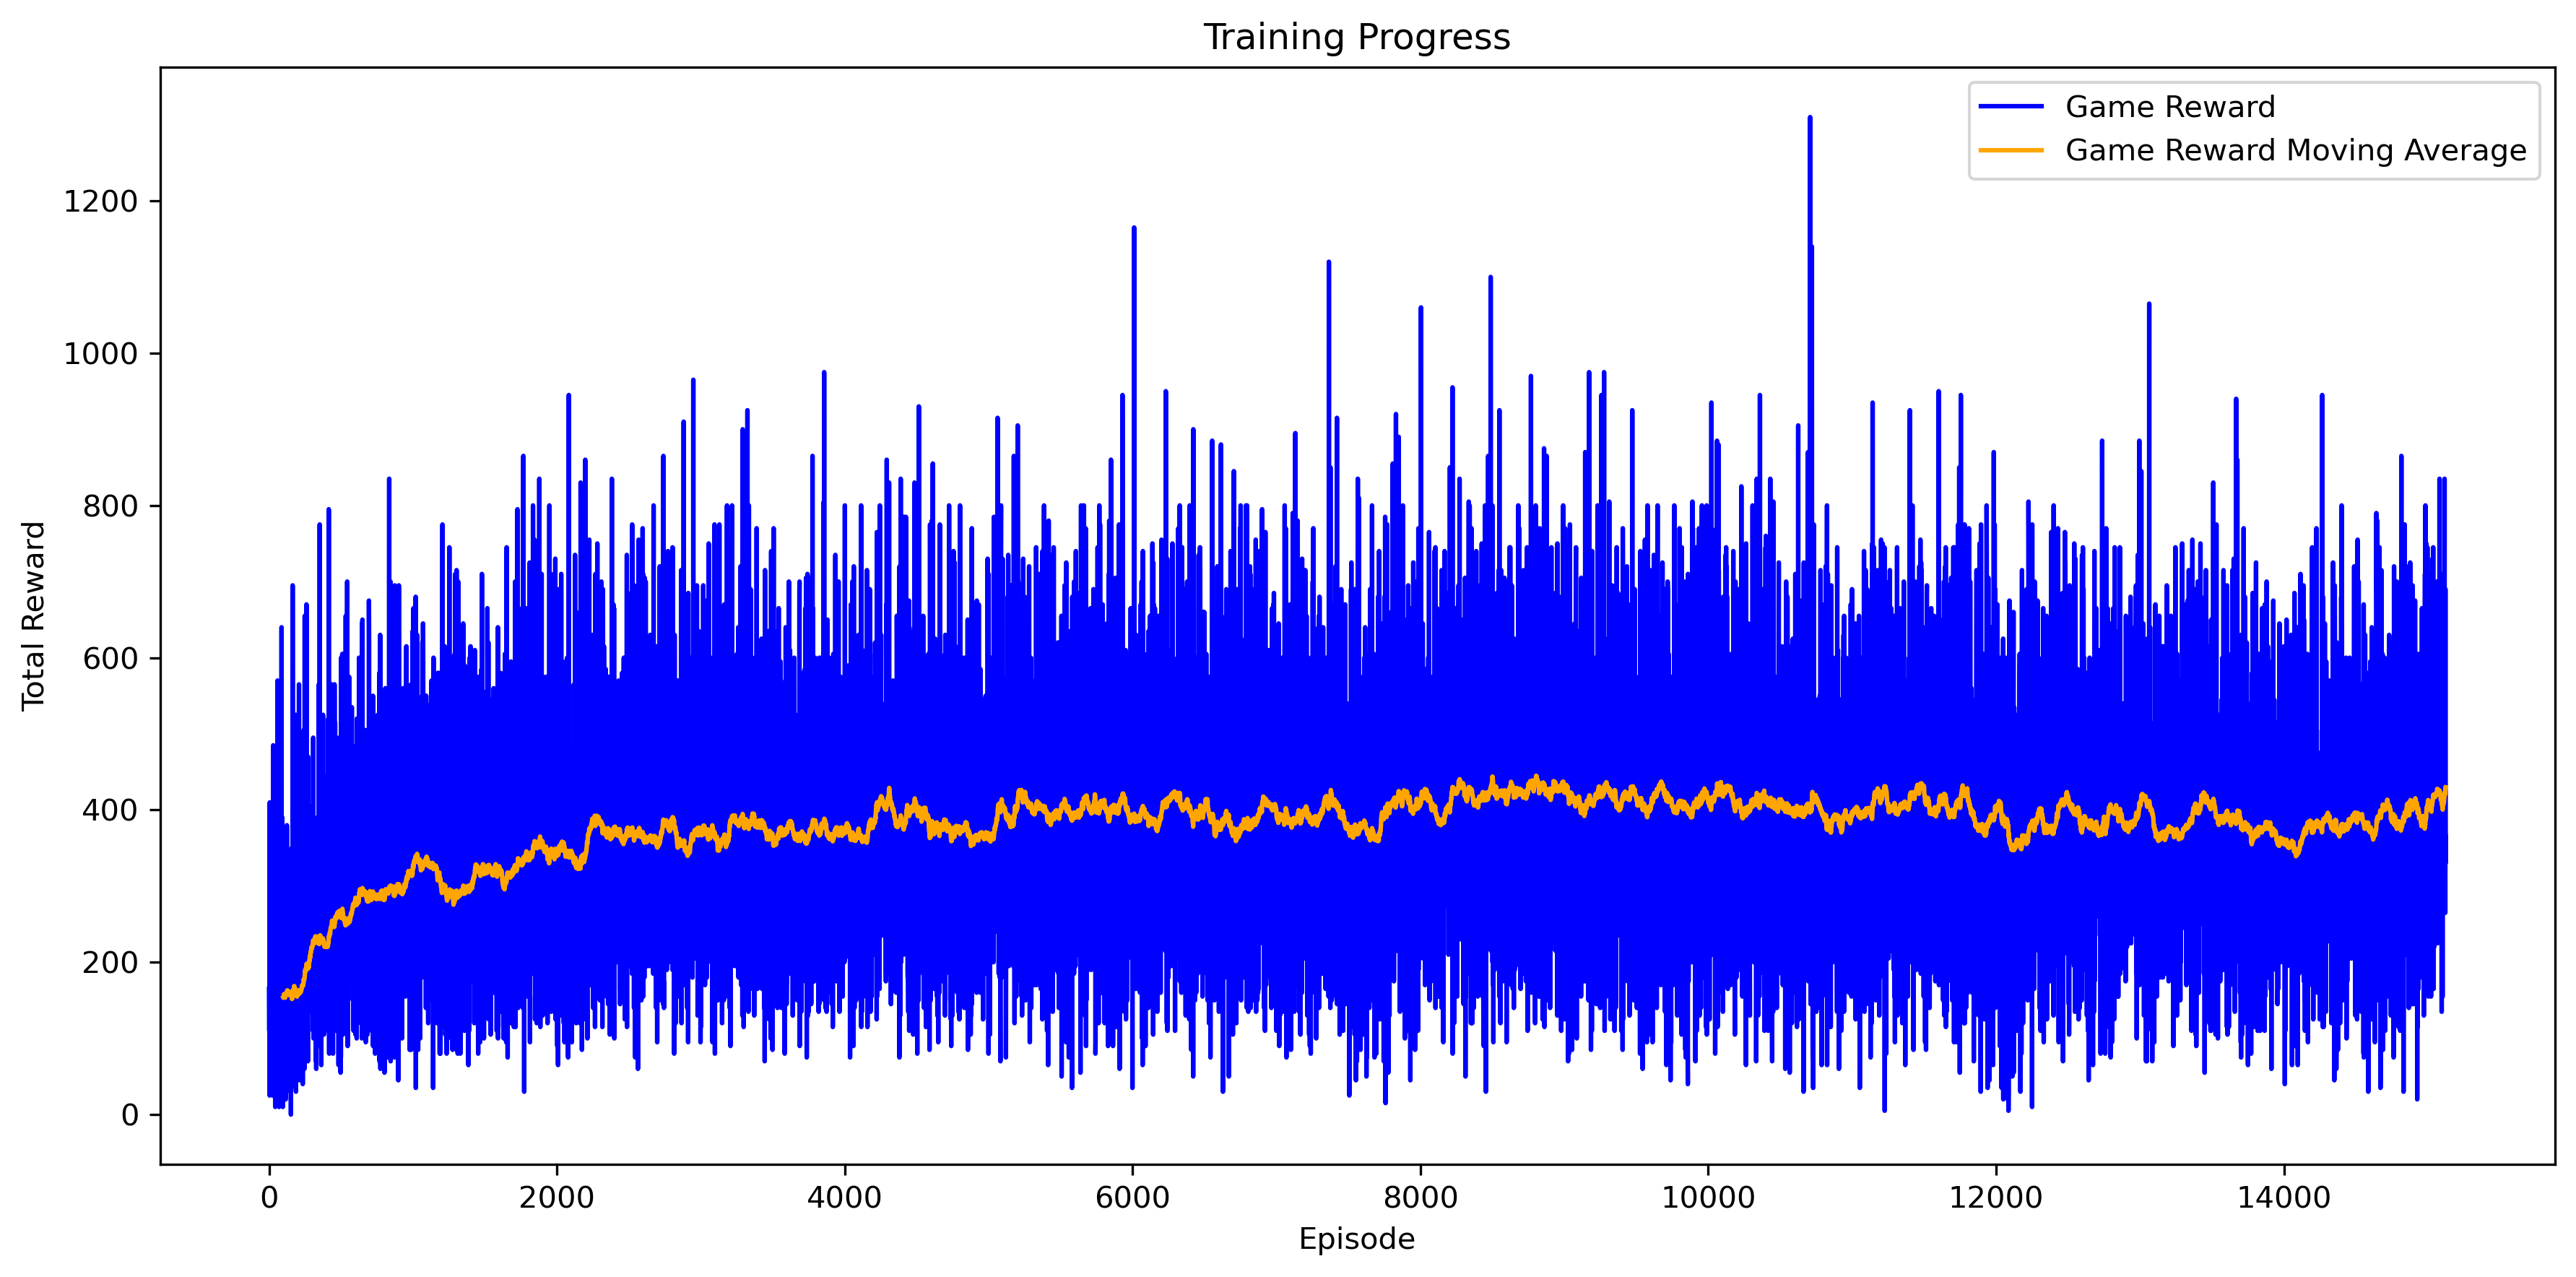 Training Progress
Game Reward
Game Reward Moving Average
Total Reward
1200
1000
800
600
400
200
0
0 2000 4000 6000 8000 10000 12000 14000
Episode